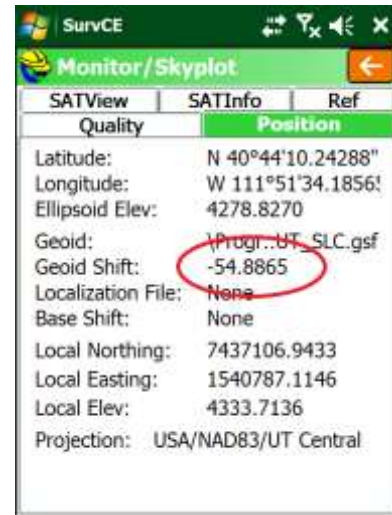 SurvCE
Monitor/Skyplot
SATView SATInfo Ref
Quality Position
Latitude: N 40°44'10.24288"
Longitude: W 111°51'34.1856
Ellipsoid Elev: 4278.8270
Geoid: \Progr..UT_SLC.gsf
Geoid Shift: -54.8865
Localization File: None
Base Shift: None
Local Northing: 7437106.9433
Local Easting: 1540787.1146
Local Elev: 4333.7136
Projection: USA/NAD83/UT Central